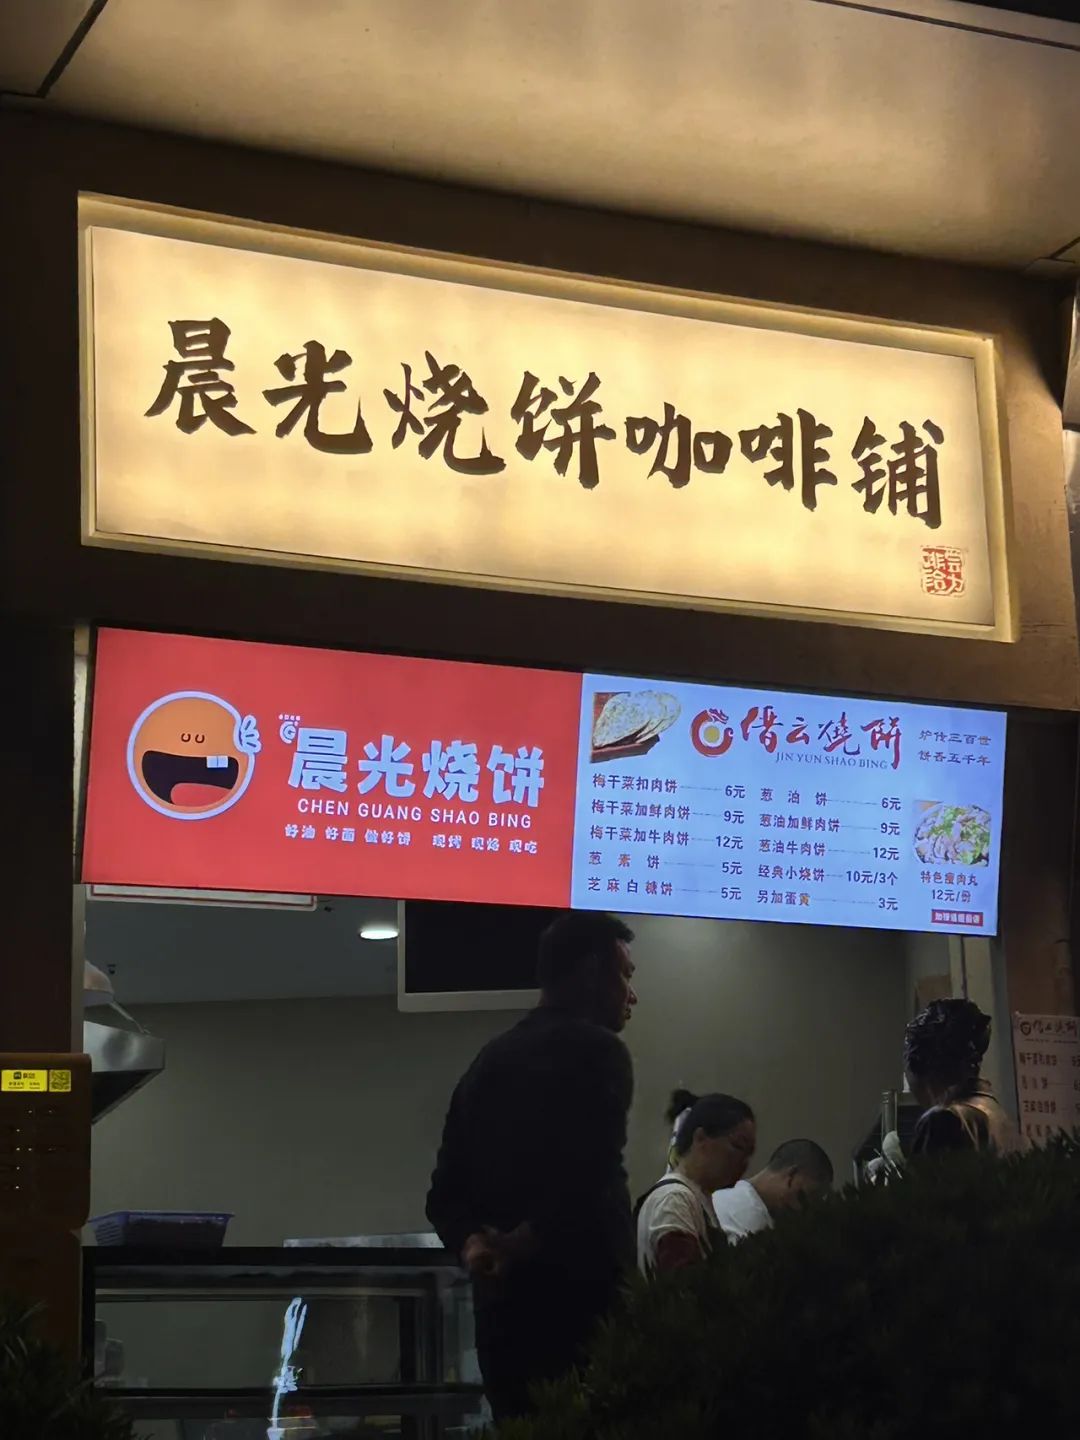 晨光烧饼咖啡铺
晨光烧饼
CHEN GUANG SHAO BING
好油 好面 做好饼 现烤 现烙 现吃
缙云燒餅
JIN YUN SHAO BING
炉传三百世
饼香五千年
梅干菜扣肉饼 6元
梅干菜加鲜肉饼 9元
梅干菜加牛肉饼 12元
葱素饼 5元
芝麻白糖饼 5元
葱油饼 6元
葱油加鲜肉饼 9元
葱油牛肉饼 12元
经典小烧饼 10元/3个
另加蛋黄 3元
特色瘦肉丸
12元/份